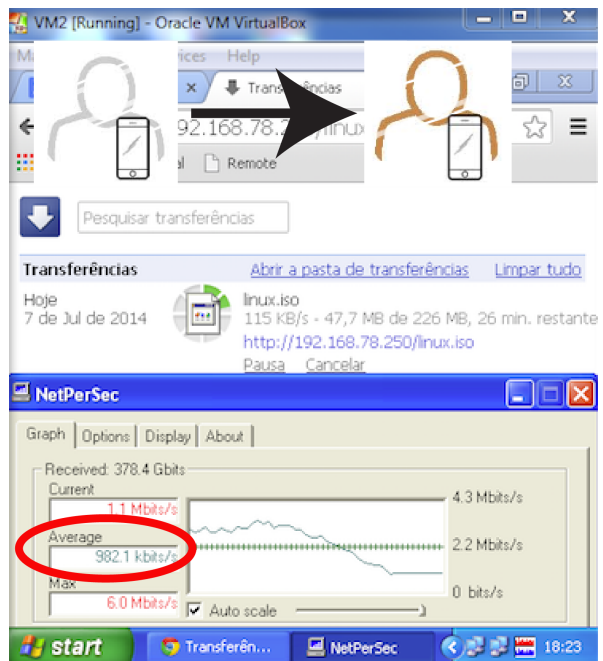 VM2 [Running] - Oracle VM VirtualBox
Help
Transferências
/linux
Remote
Pesquisar transferências
Transferências Abrir a pasta de transferências Limpar tudo
Hoje linux.iso
7 de Jul de 2014 115 KB/s - 47,7 MB de 226 MB, 26 min. restante
http://192.168.78.250/linux.iso
Pausa Cancelar
NetPerSec
Graph Options Display About
Received: 378.4 Gbits
Current
1.1 Mbits/s
4.3 Mbits/s
Average
982.1 kbits/s
2.2 Mbits/s
Max
6.0 Mbits/s
0 bits/s
Auto scale
start Transferên... NetPerSec 18:23